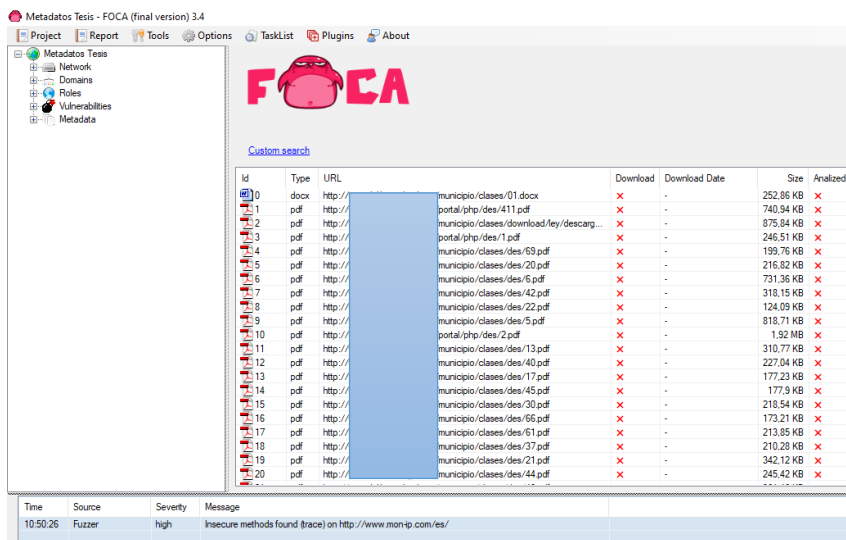 Metadatos Tesis - FOCA (final version) 3.4
Project Report Tools Options TaskList Plugins About
Metadatos Tesis
Network
Domains
Roles
Vulnerabilities
Metadata
FOCA
Custom search
Id Type URL Download Download Date Size Analized
0 docx http:// municipio/clases/01.docx - 252,86 KB
1 pdf http:// portal/php/des/411.pdf - 740,94 KB
2 pdf http:// municipio/clases/download/ley/descarg... - 875,84 KB
3 pdf http:// portal/php/des/1.pdf - 246,51 KB
4 pdf http:// municipio/clases/des/69.pdf - 199,76 KB
5 pdf http:// municipio/clases/des/20.pdf - 216,82 KB
6 pdf http:// municipio/clases/des/6.pdf - 731,36 KB
7 pdf http:// municipio/clases/des/42.pdf - 318,15 KB
8 pdf http:// municipio/clases/des/22.pdf - 124,09 KB
9 pdf http:// municipio/clases/des/5.pdf - 818,71 KB
10 pdf http:// portal/php/des/2.pdf - 1,92 MB
11 pdf http:// municipio/clases/des/13.pdf - 310,77 KB
12 pdf http:// municipio/clases/des/40.pdf - 227,04 KB
13 pdf http:// municipio/clases/des/17.pdf - 177,23 KB
14 pdf http:// municipio/clases/des/45.pdf - 177,9 KB
15 pdf http:// municipio/clases/des/30.pdf - 218,54 KB
16 pdf http:// municipio/clases/des/66.pdf - 173,21 KB
17 pdf http:// municipio/clases/des/61.pdf - 213,85 KB
18 pdf http:// municipio/clases/des/37.pdf - 210,28 KB
19 pdf http:// municipio/clases/des/21.pdf - 342,12 KB
20 pdf http:// municipio/clases/des/44.pdf - 245,42 KB
Time Source Severity Message
10:50:26 Fuzzer high Insecure methods found (trace) on http://www.mon-ip.com/es/